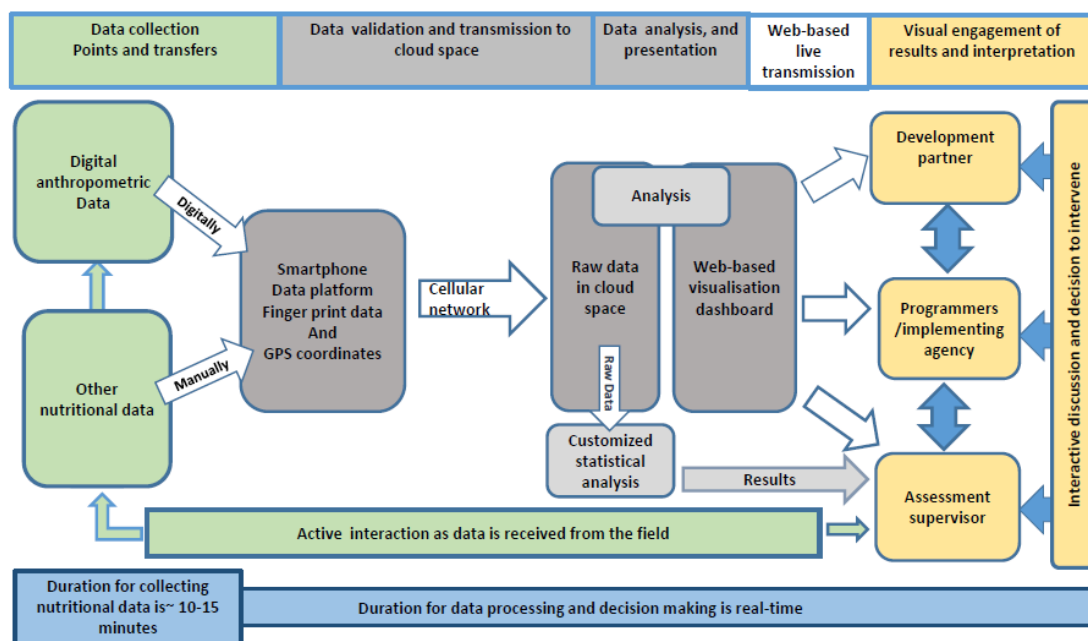 Data collection
Points and transfers
Data validation and transmission to
cloud space
Data analysis, and
presentation
Web-based
live
transmission
Visual engagement of
results and interpretation
Digital
anthropometric
Data
Digitally
Other
nutritional data
Manually
Smartphone
Data platform
Finger print data
And
GPS coordinates
Cellular
network
Analysis
Raw data
in cloud
space
Web-based
visualisation
dashboard
Raw Data
Customized
statistical
analysis
Results
Development
partner
Programmers
/implementing
agency
Assessment
supervisor
Interactive discussion and decision to intervene
Active interaction as data is received from the field
Duration for collecting
nutritional data is~ 10-15
minutes
Duration for data processing and decision making is real-time